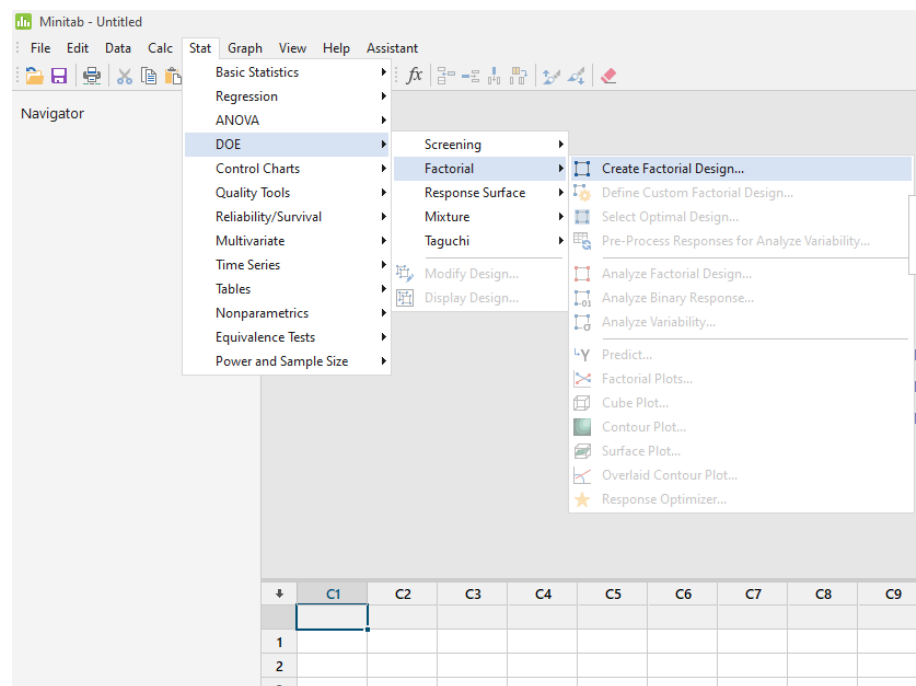 Minitab - Untitled
File Edit Data Calc Stat Graph View Help Assistant
Basic Statistics
fx
Regression
Navigator
ANOVA
DOE
Screening
Control Charts
Factorial
Create Factorial Design...
Quality Tools
Response Surface
Define Custom Factorial Design...
Reliability/Survival
Mixture
Select Optimal Design...
Multivariate
Taguchi
Pre-Process Responses for Analyze Variability...
Time Series
Modify Design...
Analyze Factorial Design...
Tables
Display Design...
Analyze Binary Response...
Nonparametrics
Analyze Variability...
Equivalence Tests
Power and Sample Size
Predict...
Factorial Plots...
Cube Plot...
Contour Plot...
Surface Plot...
Overlaid Contour Plot...
Response Optimizer...
C1 C2 C3 C4 C5 C6 C7 C8 C9
1
2